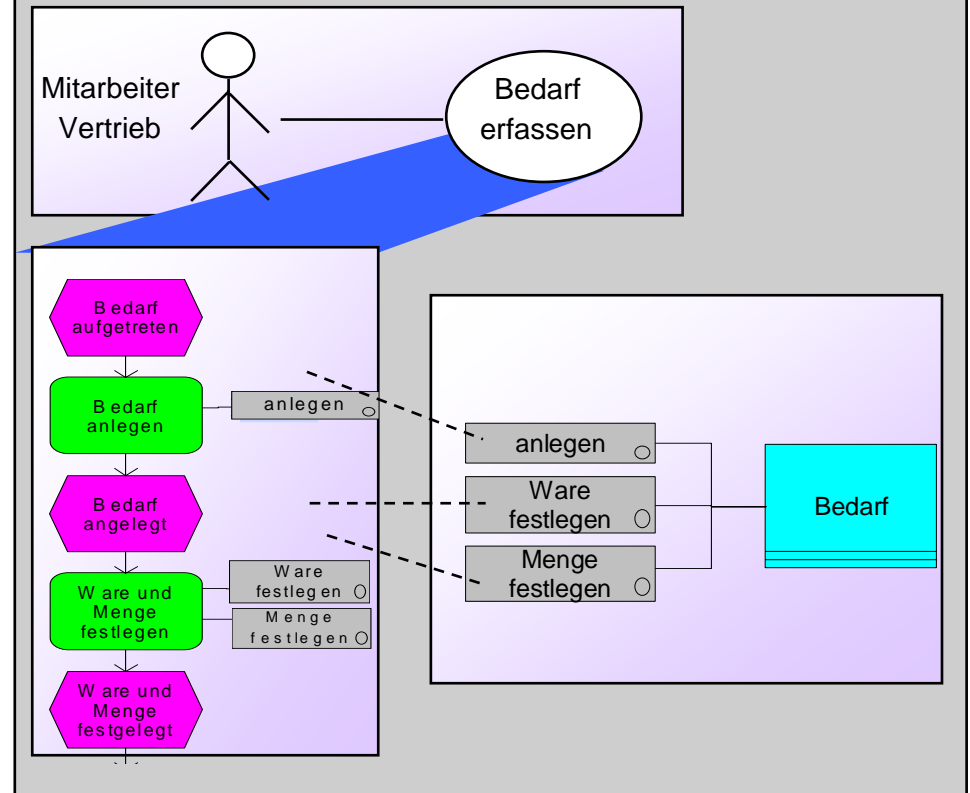 Mitarbeiter
Vertrieb
Bedarf
erfassen
Bedarf
aufgetreten
Bedarf
anlegen
anlegen
Bedarf
angelegt
Ware und
Menge
festlegen
Ware
festlegen
Menge
festlegen
Ware und
Menge
festgelegt
anlegen
Ware
festlegen
Menge
festlegen
Bedarf